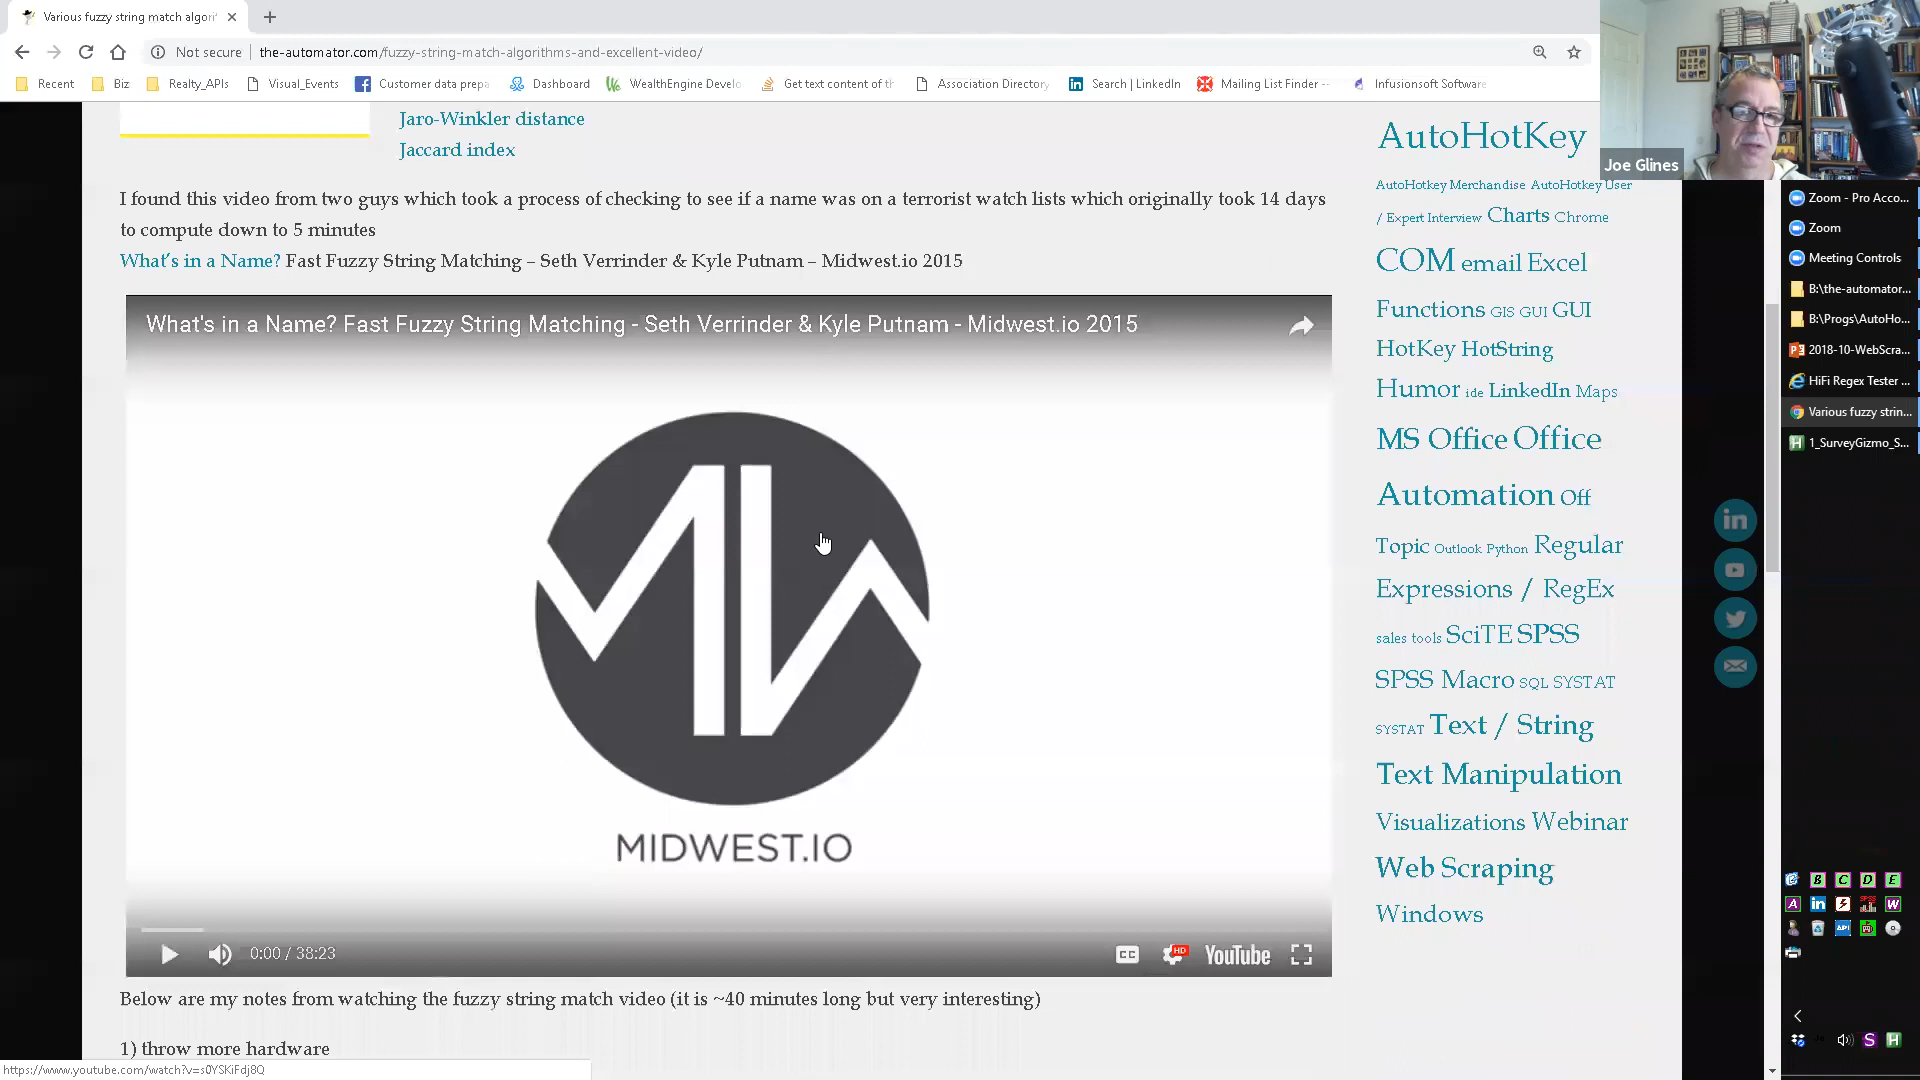 Various fuzzy string match algori
Not secure
the-automator.com/fuzzy-string-match-algorithms-and-excellent-video/
Recent
Biz
Realty_APIs
Visual_Events
Customer data prepa
Dashboard
WealthEngine Develo
Get text content of th
Association Directory
Search | LinkedIn
Mailing List Finder --
Infusionsoft Software
Jaro-Winkler distance
Jaccard index
I found this video from two guys which took a process of checking to see if a name was on a terrorist watch lists which originally took 14 days
to compute down to 5 minutes
What's in a Name? Fast Fuzzy String Matching – Seth Verrinder & Kyle Putnam – Midwest.io 2015
What's in a Name? Fast Fuzzy String Matching - Seth Verrinder & Kyle Putnam - Midwest.io 2015
MIDWEST.IO
0:00 / 38:23
CC
HD
YouTube
Below are my notes from watching the fuzzy string match video (it is ~40 minutes long but very interesting)
1) throw more hardware
https://www.youtube.com/watch?v=s0YSKiFdj8Q
AutoHotKey
AutoHotkey Merchandise AutoHotkey User
/ Expert Interview Charts Chrome
COM email Excel
Functions GIS GUI GUI
HotKey HotString
Humor ide LinkedIn Maps
MS Office Office
Automation Off
Topic Outlook Python Regular
Expressions / RegEx
sales tools SciTE SPSS
SPSS Macro SQL SYSTAT
SYSTAT Text / String
Text Manipulation
Visualizations Webinar
Web Scraping
Windows
Joe Glines
Zoom - Pro Acco...
Zoom
Meeting Controls
B:\the-automator...
B:\Progs\AutoHo...
2018-10-WebScra...
HiFi Regex Tester ...
Various fuzzy strin...
1_SurveyGizmo_S...
B C D E
A in W
API
S H